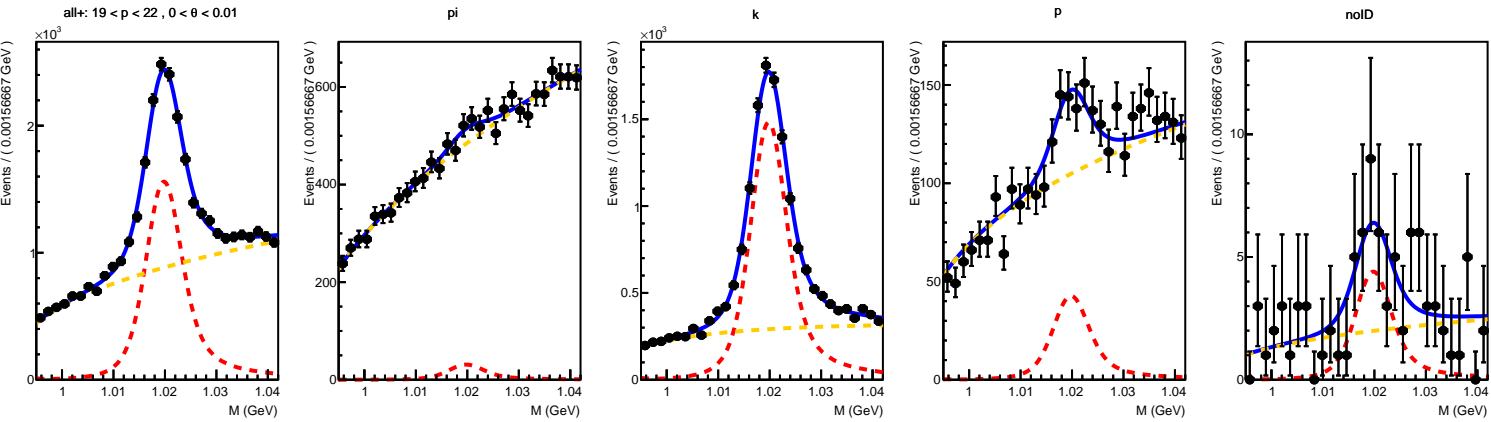 all+: 19 < p < 22 , 0 < θ < 0.01
×10³
Events / ( 0.00156667 GeV )
2
1
0
1 1.01 1.02 1.03 1.04
M (GeV)
pi
Events / ( 0.00156667 GeV )
600
400
200
0
1 1.01 1.02 1.03 1.04
M (GeV)
k
×10³
Events / ( 0.00156667 GeV )
1.5
1
0.5
0
1 1.01 1.02 1.03 1.04
M (GeV)
p
Events / ( 0.00156667 GeV )
150
100
50
0
1 1.01 1.02 1.03 1.04
M (GeV)
noID
Events / ( 0.00156667 GeV )
10
5
0
1 1.01 1.02 1.03 1.04
M (GeV)